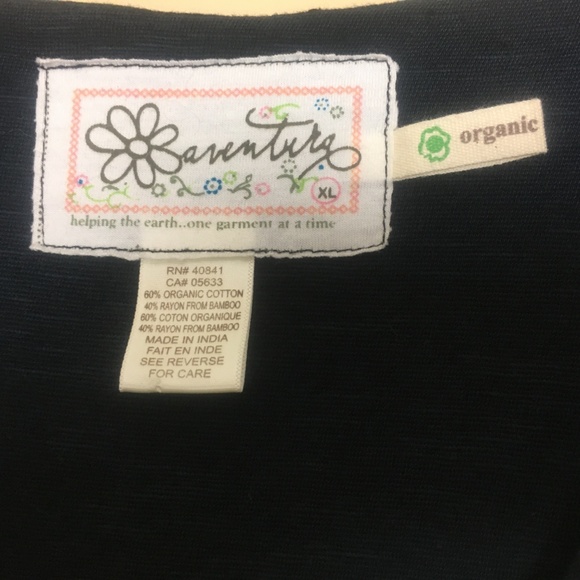 aventura
XL
helping the earth..one garment at a time
organic
RN# 40841
CA# 05633
60% ORGANIC COTTON
40% RAYON FROM BAMBOO
60% COTON ORGANIQUE
40% RAYON FROM BAMBOO
MADE IN INDIA
FAIT EN INDE
SEE REVERSE
FOR CARE